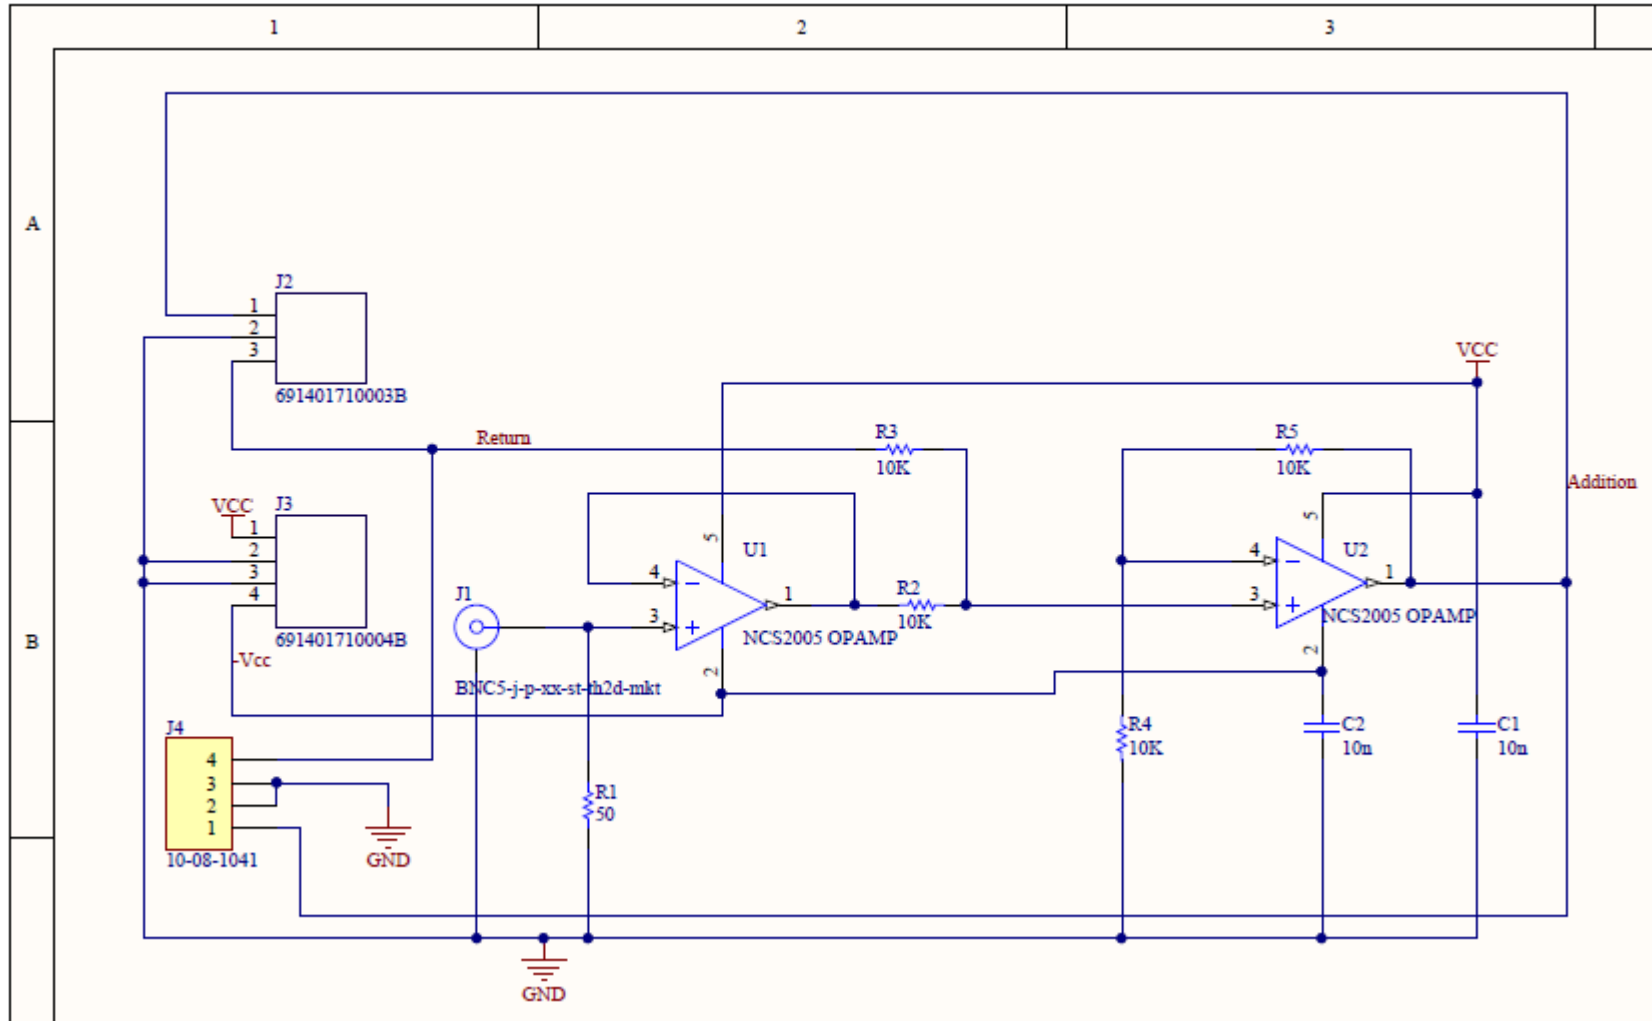 1 2 3
A
J2
1
2
3
691401710003B
VCC
Return
R3
10K
R5
10K
Addition
VCC
J3
1
2
3
4
691401710004B
-Vcc
5
U1
4
3
1
2
NCS2005 OPAMP
R2
10K
J1
BNC5-j-p-xx-st-th2d-mkt
5
U2
4
3
1
2
NCS2005 OPAMP
B
J4
4
3
2
1
10-08-1041
GND
R1
50
R4
10K
C2
10n
C1
10n
GND